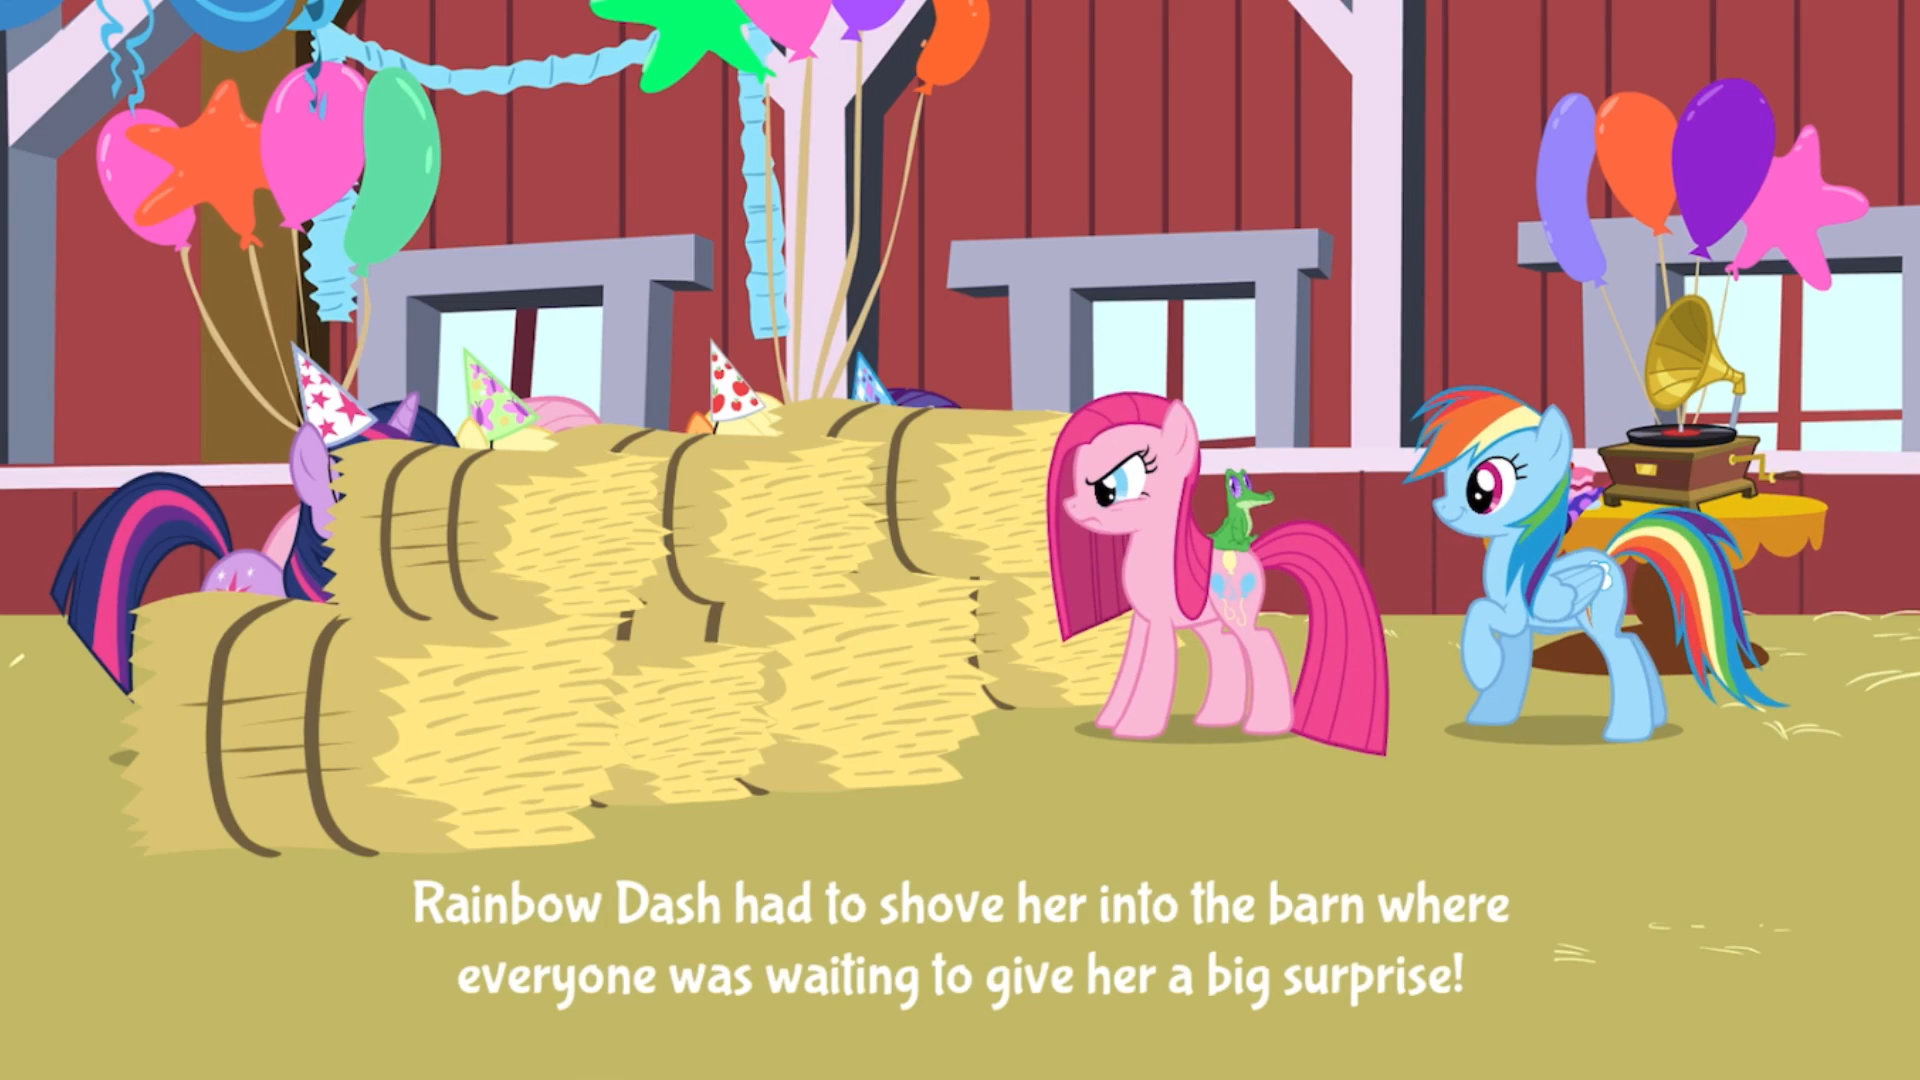 Rainbow Dash had to shove her into the barn where
everyone was waiting to give her a big surprise!